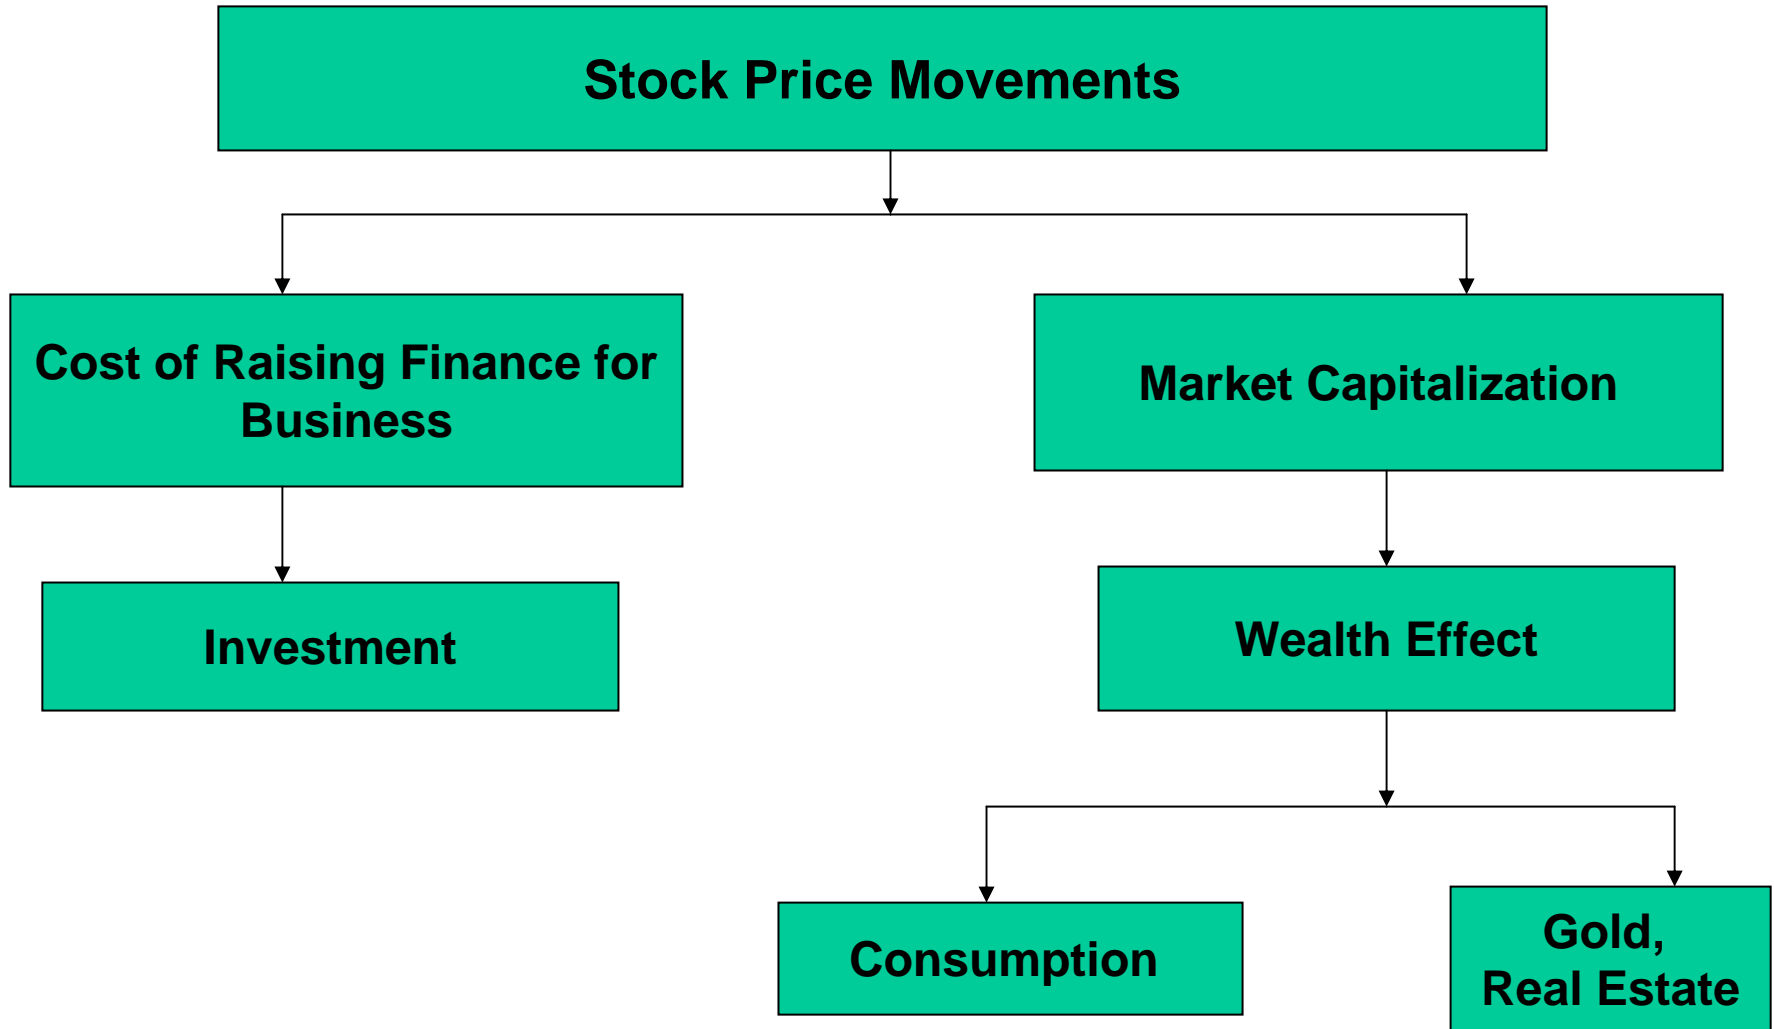 Stock Price Movements
Cost of Raising Finance for
Business
Market Capitalization
Investment
Wealth Effect
Consumption
Gold,
Real Estate